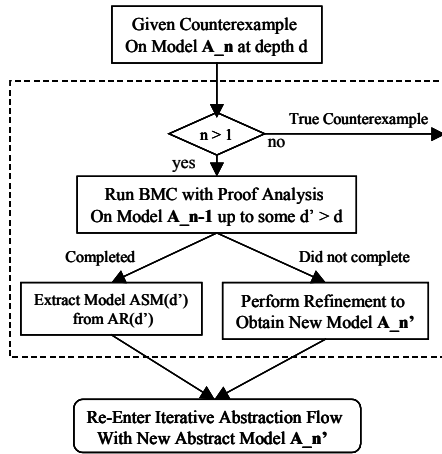 Given Counterexample
On Model A_n at depth d
n > 1
True Counterexample
no
yes
Run BMC with Proof Analysis
On Model A_n-1 up to some d’ > d
Completed
Did not complete
Extract Model ASM(d’)
from AR(d’)
Perform Refinement to
Obtain New Model A_n’
Re-Enter Iterative Abstraction Flow
With New Abstract Model A_n’